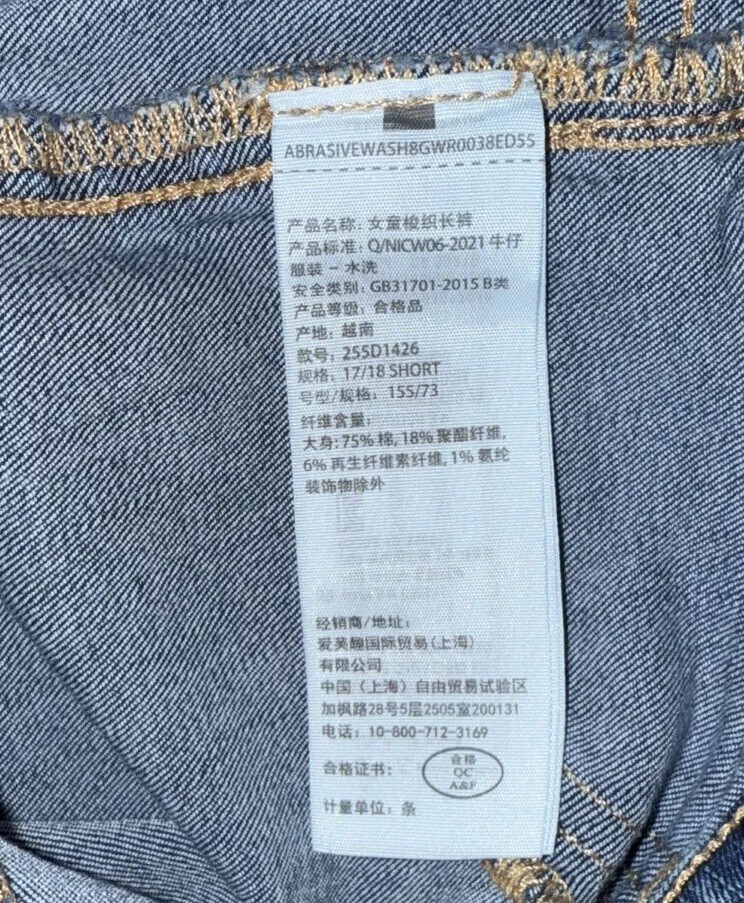 ABRASIVEWASH8GWR0038ED55
产品名称：女童梭织长裤
产品标准：Q/NICW06-2021 牛仔
服装 - 水洗
安全类别：GB31701-2015 B类
产品等级：合格品
产地：越南
款号：255D1426
规格：17/18 SHORT
号型/规格：155/73
纤维含量：
大身：75% 棉, 18% 聚酯纤维,
6% 再生纤维素纤维, 1% 氨纶
装饰物除外
经销商/地址：
爱芙趣国际贸易（上海）
有限公司
中国（上海）自由贸易试验区
加枫路28号5层2505室200131
电话：10-800-712-3169
合格证书：
合格
QC
A&F
计量单位：条